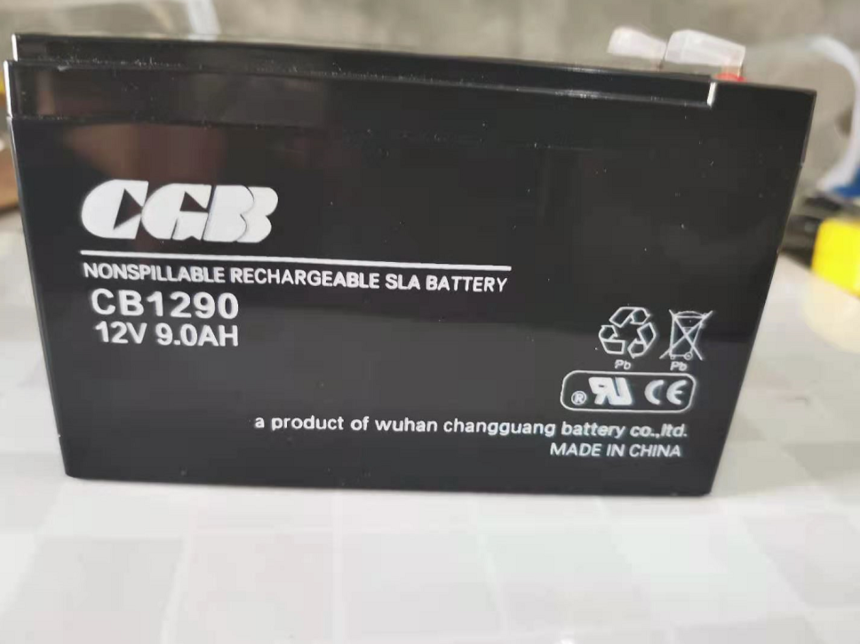 CGB
NONSPILLABLE RECHARGEABLE SLA BATTERY
CB1290
12V 9.0AH
Pb Pb
® RU CE
a product of wuhan changguang battery co.,ltd.
MADE IN CHINA